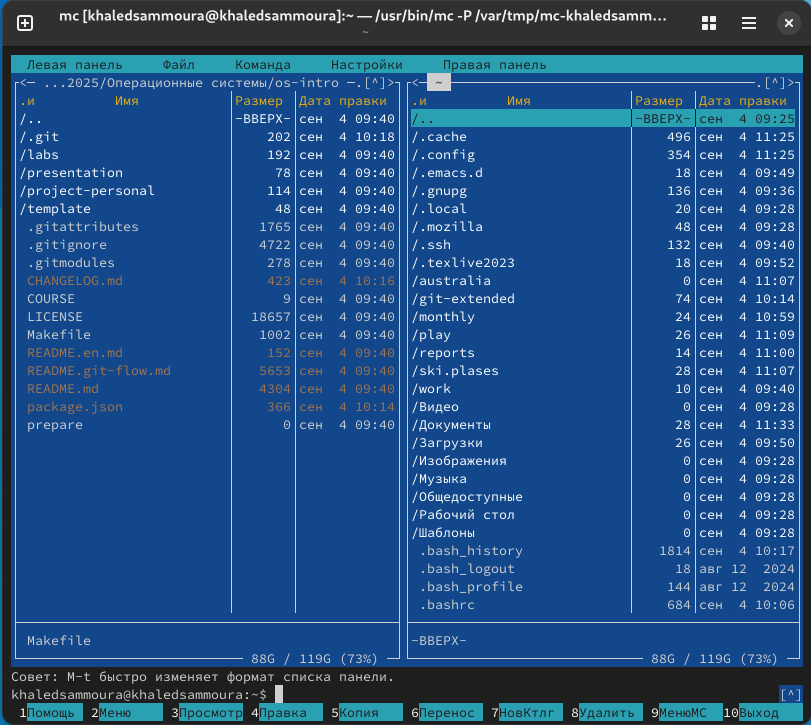 mc [khaledsammoura@khaledsammoura]:~ — /usr/bin/mc -P /var/tmp/mc-khaledsamm…
~
Левая панель Файл Команда Настройки Правая панель
<— ...2025/Операционные системы/os-intro —.[^]>
.и Имя Размер Дата правки
/.. -ВВЕРХ- сен 4 09:40
/.git 202 сен 4 10:18
/labs 192 сен 4 09:40
/presentation 78 сен 4 09:40
/project-personal 114 сен 4 09:40
/template 48 сен 4 09:40
.gitattributes 1765 сен 4 09:40
.gitignore 4722 сен 4 09:40
.gitmodules 278 сен 4 09:40
CHANGELOG.md 423 сен 4 10:16
COURSE 9 сен 4 09:40
LICENSE 18657 сен 4 09:40
Makefile 1002 сен 4 09:40
README.en.md 152 сен 4 09:40
README.git-flow.md 5653 сен 4 09:40
README.md 4304 сен 4 09:40
package.json 366 сен 4 10:14
prepare 0 сен 4 09:40
Makefile
88G / 119G (73%)
<— ~ .[^]>
.и Имя Размер Дата правки
/.. -ВВЕРХ- сен 4 09:25
/.cache 496 сен 4 11:25
/.config 354 сен 4 11:25
/.emacs.d 18 сен 4 09:49
/.gnupg 136 сен 4 09:36
/.local 20 сен 4 09:28
/.mozilla 48 сен 4 09:28
/.ssh 132 сен 4 09:40
/.texlive2023 18 сен 4 09:52
/australia 0 сен 4 11:07
/git-extended 74 сен 4 10:14
/monthly 24 сен 4 10:59
/play 26 сен 4 11:09
/reports 14 сен 4 11:00
/ski.plases 28 сен 4 11:07
/work 10 сен 4 09:40
/Видео 0 сен 4 09:28
/Документы 28 сен 4 11:33
/Загрузки 26 сен 4 09:50
/Изображения 0 сен 4 09:28
/Музыка 0 сен 4 09:28
/Общедоступные 0 сен 4 09:28
/Рабочий стол 0 сен 4 09:28
/Шаблоны 0 сен 4 09:28
.bash_history 1814 сен 4 10:17
.bash_logout 18 авг 12 2024
.bash_profile 144 авг 12 2024
.bashrc 684 сен 4 10:06
-ВВЕРХ-
88G / 119G (73%)
Совет: M-t быстро изменяет формат списка панели.
khaledsammoura@khaledsammoura:~$ [^]
1Помощь 2Меню 3Просмотр 4Правка 5Копия 6Перенос 7НовКтлг 8Удалить 9МенюMC 10Выход